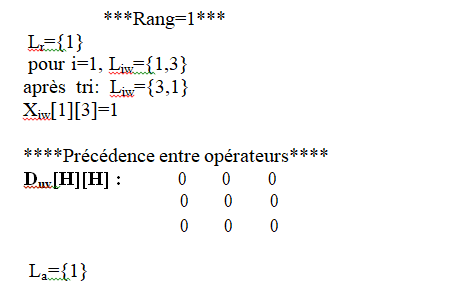 ***Rang=1***
Lr={1}
pour i=1, Liw={1,3}
après tri: Liw={3,1}
Xiw[1][3]=1
****Précédence entre opérateurs****
Duv[H][H] : 0 0 0
0 0 0
0 0 0
La={1}